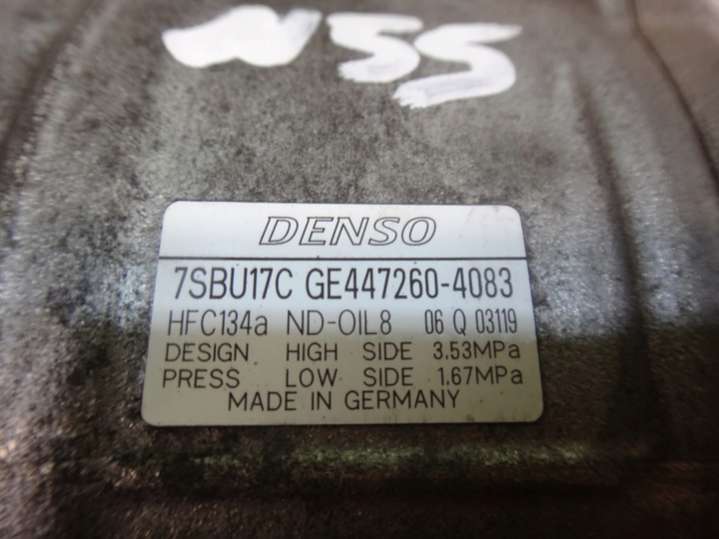 N55
DENSO
7SBU17C GE447260-4083
HFC134a ND-OIL8 06 Q 03119
DESIGN HIGH SIDE 3.53MPa
PRESS LOW SIDE 1.67MPa
MADE IN GERMANY